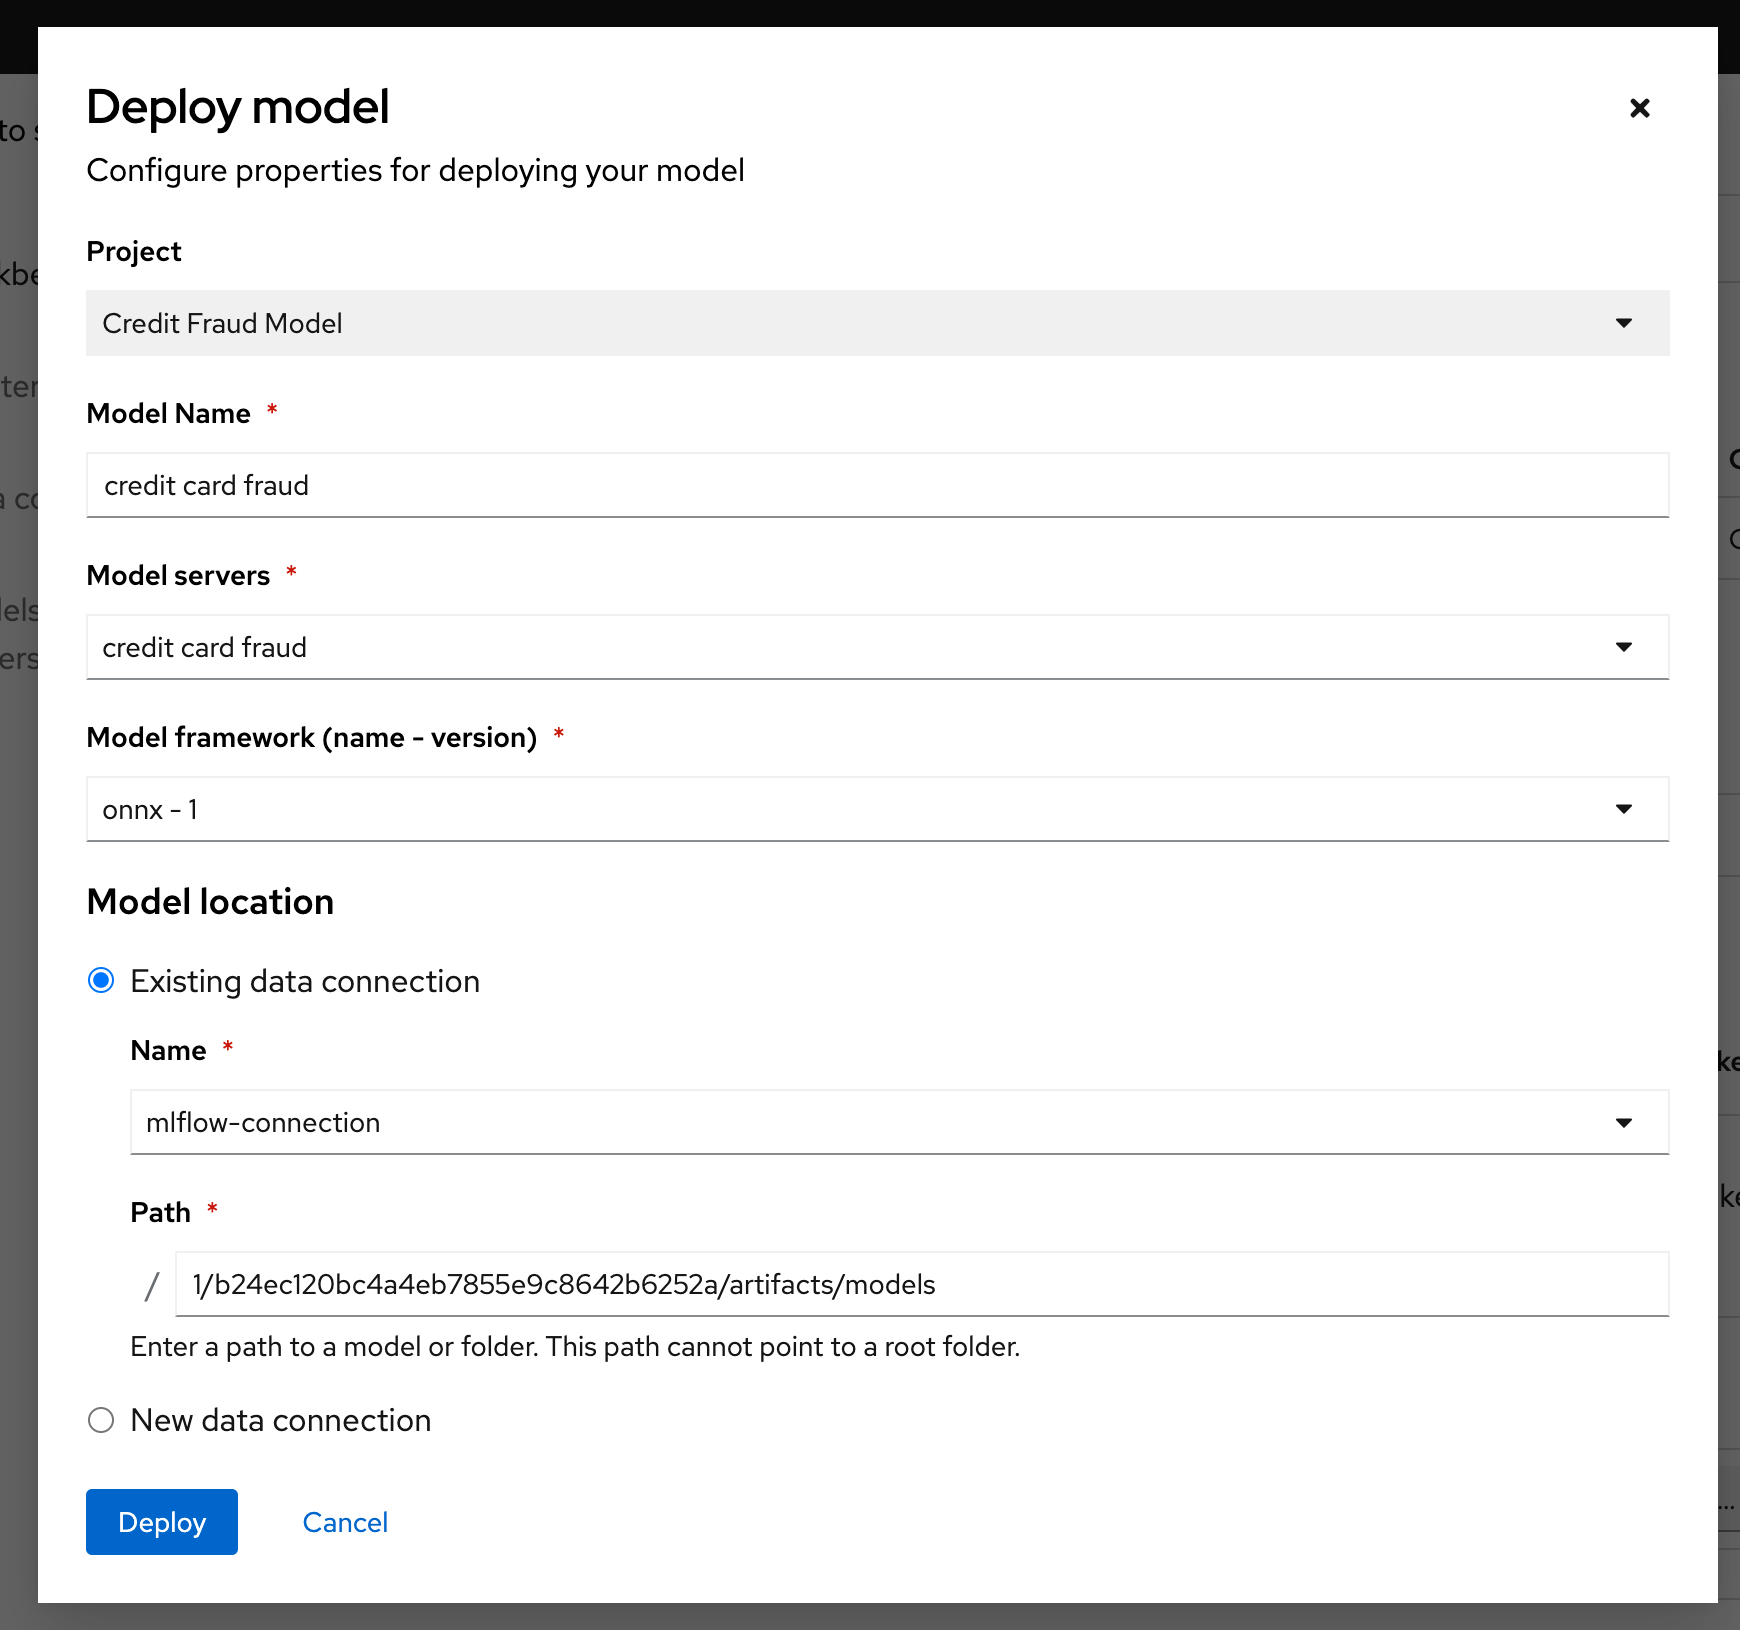 Deploy model
Configure properties for deploying your model
Project
Credit Fraud Model
Model Name *
credit card fraud
Model servers *
credit card fraud
Model framework (name - version) *
onnx - 1
Model location
Existing data connection
Name *
mlflow-connection
Path *
/ 1/b24ec120bc4a4eb7855e9c8642b6252a/artifacts/models
Enter a path to a model or folder. This path cannot point to a root folder.
New data connection
Deploy Cancel